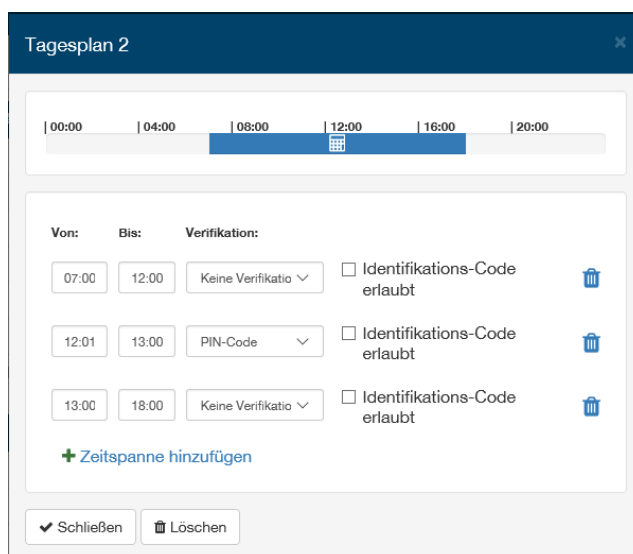 Tagesplan 2
| 00:00 | 04:00 | 08:00 | 12:00 | 16:00 | 20:00
Von: Bis: Verifikation:
07:00 12:00 Keine Verifikatio Identifikations-Code
erlaubt
12:01 13:00 PIN-Code Identifikations-Code
erlaubt
13:00 18:00 Keine Verifikatio Identifikations-Code
erlaubt
+ Zeitspanne hinzufügen
Schließen Löschen